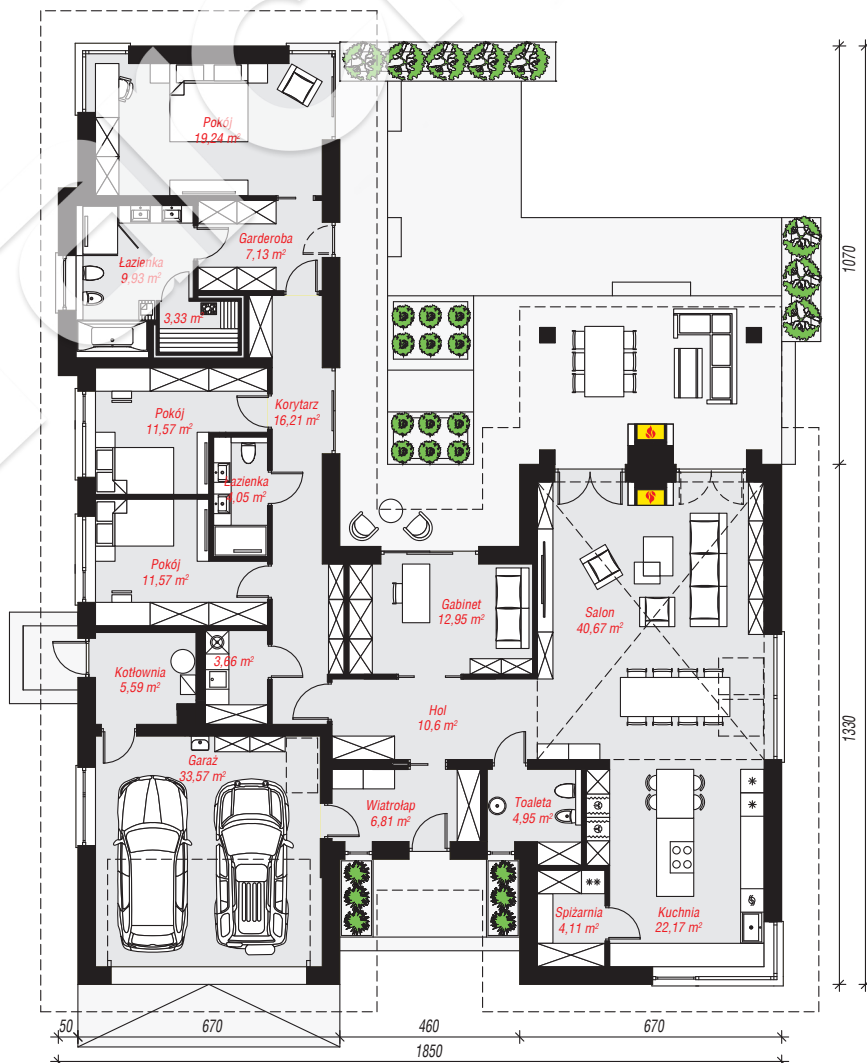 Pokój
19,24 m²
Garderoba
7,13 m²
Łazienka
9,93 m²
3,33 m²
Korytarz
16,21 m²
Pokój
11,57 m²
Łazienka
4,05 m²
Pokój
11,57 m²
Gabinet
12,95 m²
Salon
40,67 m²
3,66 m²
Kotłownia
5,59 m²
Hol
10,6 m²
Garaż
33,57 m²
Wiatrołap
6,81 m²
Toaleta
4,95 m²
Spiżarnia
4,11 m²
Kuchnia
22,17 m²
1070
1330
50
670
460
670
1850